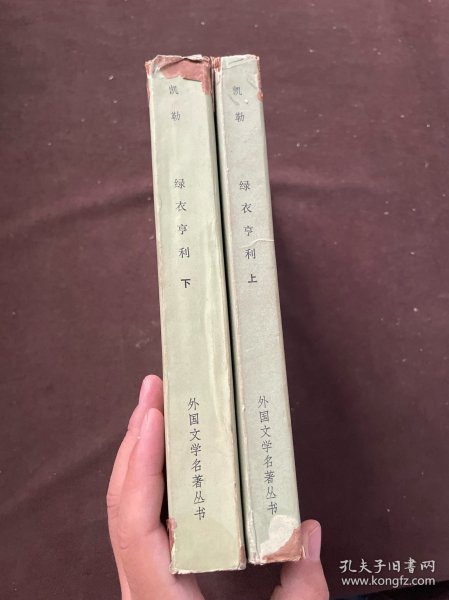 凯勒
绿衣亨利
下
外国文学名著丛书
凯勒
绿衣亨利
上
外国文学名著丛书
孔夫子旧书网
www.kongfz.com